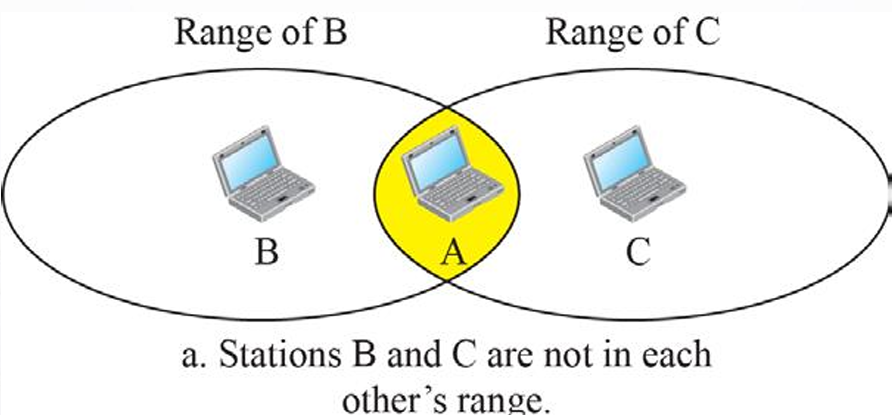 Range of B
Range of C
B
A
C
a. Stations B and C are not in each
other’s range.